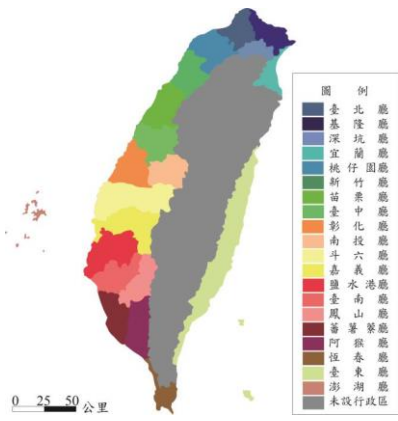 圖例
臺北廳
基隆廳
深坑廳
宜蘭廳
桃仔園廳
新竹廳
苗栗廳
臺中廳
彰化廳
南投廳
斗六廳
嘉義廳
鹽水港廳
臺南廳
鳳山廳
蕃薯藔廳
阿猴廳
恆春廳
臺東廳
澎湖廳
未設行政區
0 25 50 公里